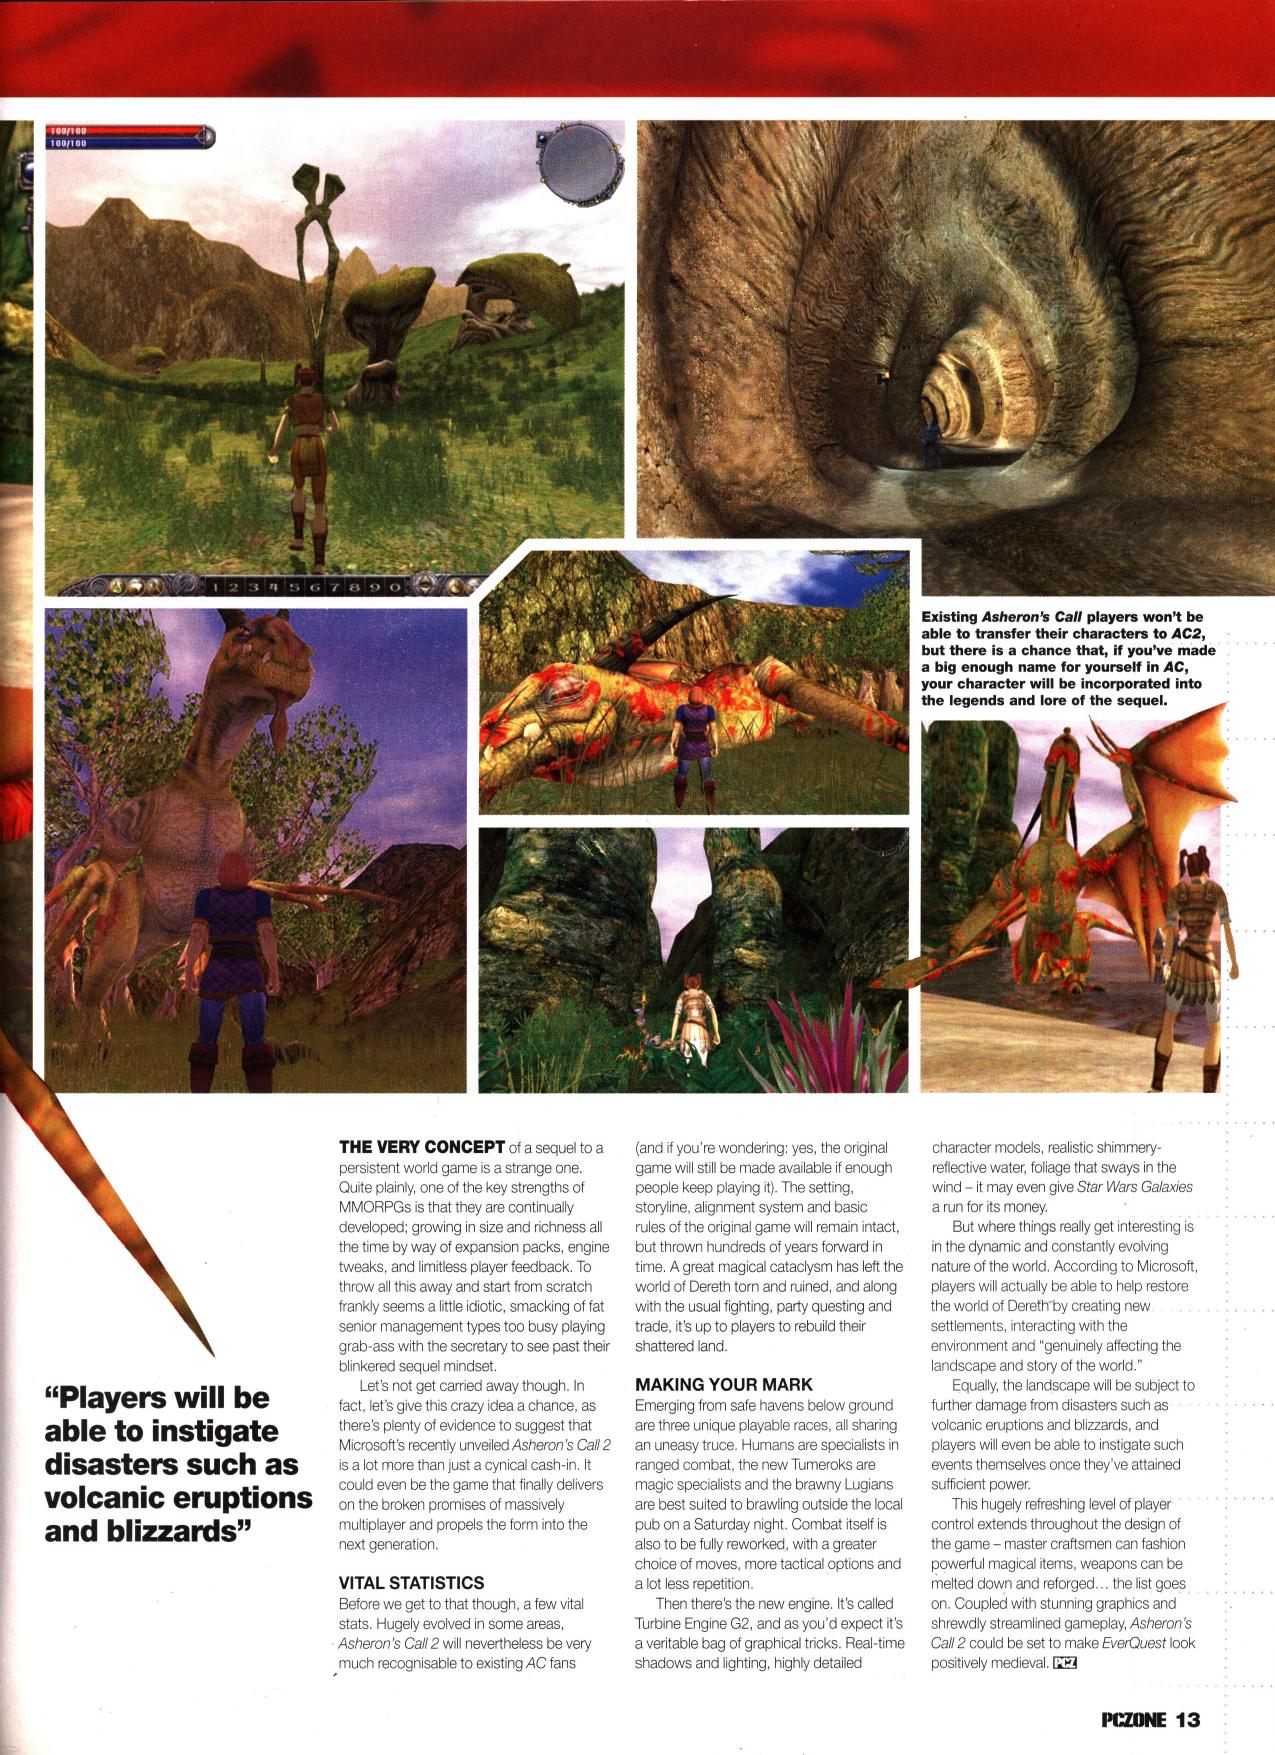 100/100
100/100
1 2 3 4 5 6 7 8 9 0
Existing Asheron's Call players won't be
able to transfer their characters to AC2,
but there is a chance that, if you've made
a big enough name for yourself in AC,
your character will be incorporated into
the legends and lore of the sequel.
"Players will be
able to instigate
disasters such as
volcanic eruptions
and blizzards"
THE VERY CONCEPT of a sequel to a
persistent world game is a strange one.
Quite plainly, one of the key strengths of
MMORPGs is that they are continually
developed; growing in size and richness all
the time by way of expansion packs, engine
tweaks, and limitless player feedback. To
throw all this away and start from scratch
frankly seems a little idiotic, smacking of fat
senior management types too busy playing
grab-ass with the secretary to see past their
blinkered sequel mindset.
Let's not get carried away though. In
fact, let's give this crazy idea a chance, as
there's plenty of evidence to suggest that
Microsoft's recently unveiled Asheron's Call 2
is a lot more than just a cynical cash-in. It
could even be the game that finally delivers
on the broken promises of massively
multiplayer and propels the form into the
next generation.
VITAL STATISTICS
Before we get to that though, a few vital
stats. Hugely evolved in some areas,
Asheron's Call 2 will nevertheless be very
much recognisable to existing AC fans
(and if you're wondering: yes, the original
game will still be made available if enough
people keep playing it). The setting,
storyline, alignment system and basic
rules of the original game will remain intact,
but thrown hundreds of years forward in
time. A great magical cataclysm has left the
world of Dereth torn and ruined, and along
with the usual fighting, party questing and
trade, it's up to players to rebuild their
shattered land.
MAKING YOUR MARK
Emerging from safe havens below ground
are three unique playable races, all sharing
an uneasy truce. Humans are specialists in
ranged combat, the new Tumeroks are
magic specialists and the brawny Lugians
are best suited to brawling outside the local
pub on a Saturday night. Combat itself is
also to be fully reworked, with a greater
choice of moves, more tactical options and
a lot less repetition.
Then there's the new engine. It's called
Turbine Engine G2, and as you'd expect it's
a veritable bag of graphical tricks. Real-time
shadows and lighting, highly detailed
character models, realistic shimmery-
reflective water, foliage that sways in the
wind – it may even give Star Wars Galaxies
a run for its money.
But where things really get interesting is
in the dynamic and constantly evolving
nature of the world. According to Microsoft,
players will actually be able to help restore
the world of Dereth by creating new
settlements, interacting with the
environment and "genuinely affecting the
landscape and story of the world."
Equally, the landscape will be subject to
further damage from disasters such as
volcanic eruptions and blizzards, and
players will even be able to instigate such
events themselves once they've attained
sufficient power.
This hugely refreshing level of player
control extends throughout the design of
the game – master craftsmen can fashion
powerful magical items, weapons can be
melted down and reforged... the list goes
on. Coupled with stunning graphics and
shrewdly streamlined gameplay, Asheron's
Call 2 could be set to make EverQuest look
positively medieval. PCZ
PCZONE 13